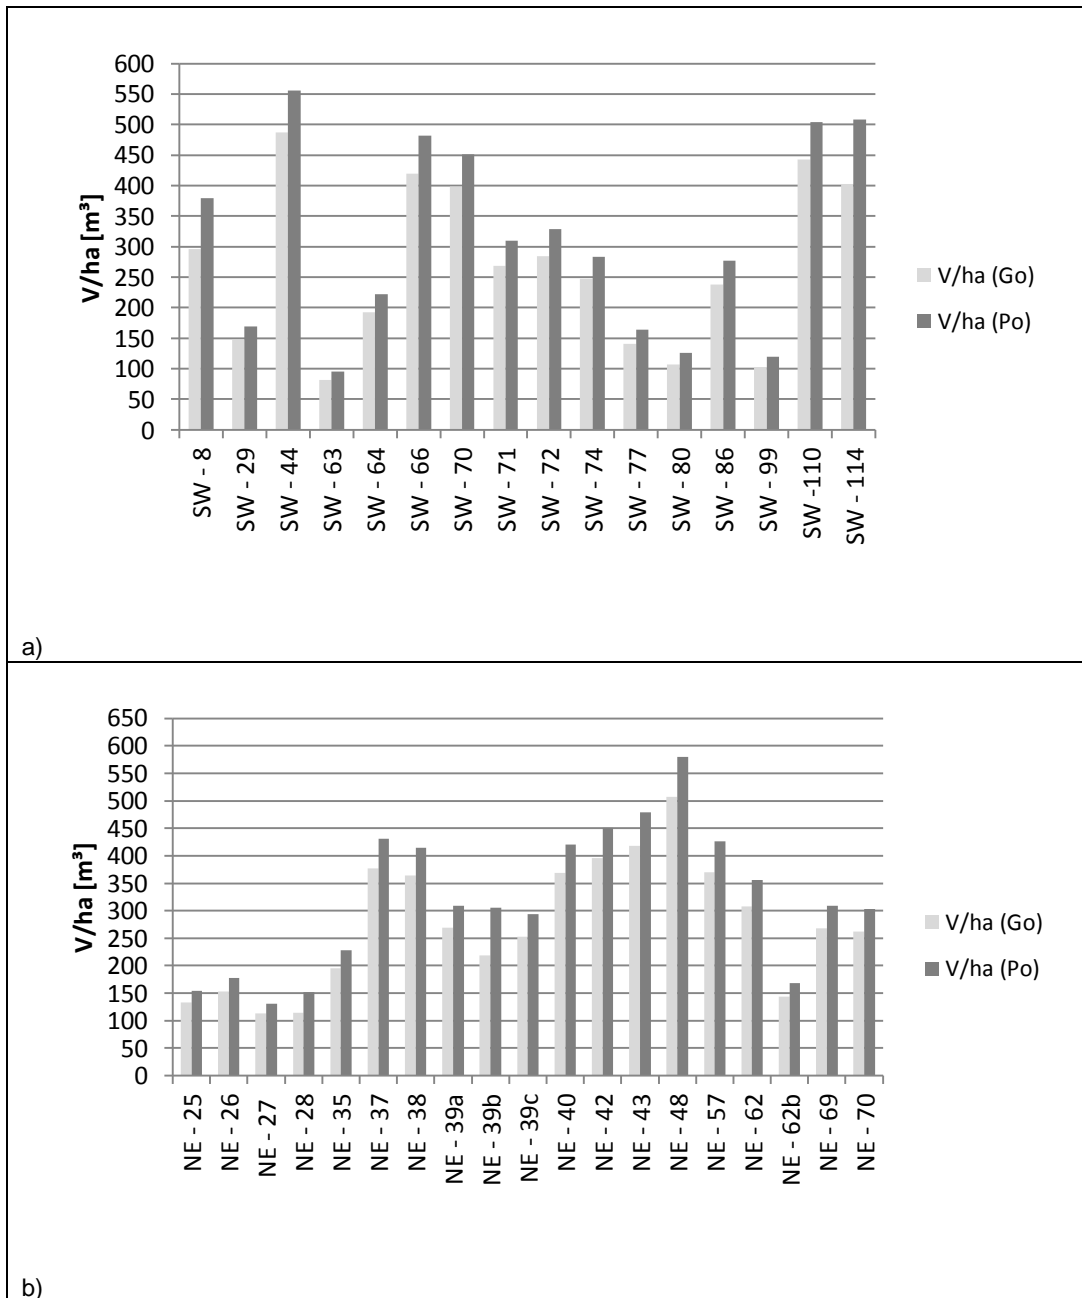 600
550
500
450
400
350
300
250
200
150
100
50
0
V/ha [m³]
SW - 8
SW - 29
SW - 44
SW - 63
SW - 64
SW - 66
SW - 70
SW - 71
SW - 72
SW - 74
SW - 77
SW - 80
SW - 86
SW - 99
SW -110
SW - 114
V/ha (Go)
V/ha (Po)
a)
650
600
550
500
450
400
350
300
250
200
150
100
50
0
V/ha [m³]
NE - 25
NE - 26
NE - 27
NE - 28
NE - 35
NE - 37
NE - 38
NE - 39a
NE - 39b
NE - 39c
NE - 40
NE - 42
NE - 43
NE - 48
NE - 57
NE - 62
NE - 62b
NE - 69
NE - 70
V/ha (Go)
V/ha (Po)
b)